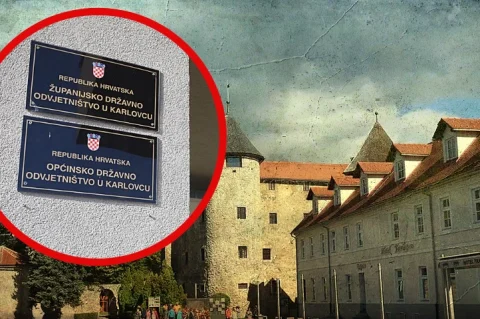 REPUBLIKA HRVATSKA
ŽUPANIJSKO DRŽAVNO
ODVJETNIŠTVO U KARLOVCU
REPUBLIKA HRVATSKA
OPĆINSKO DRŽAVNO
ODVJETNIŠTVO U KARLOVCU